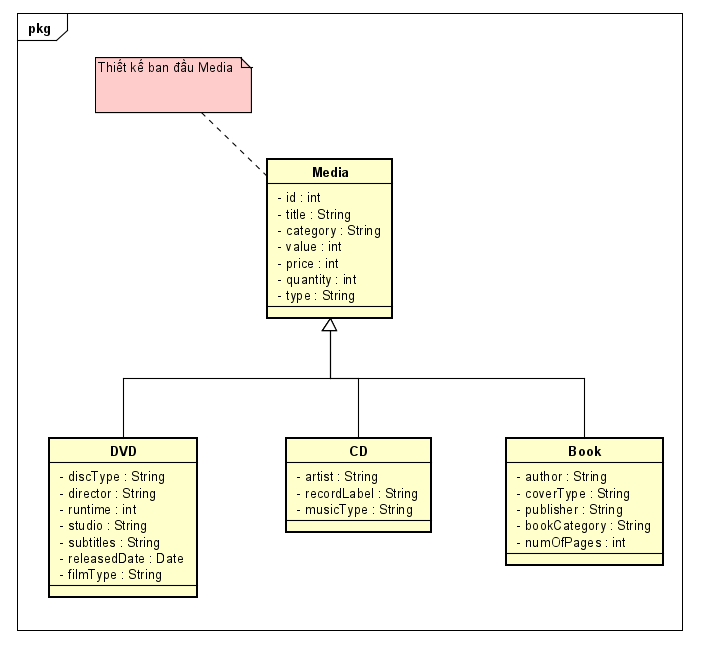 pkg
Thiết kế ban đầu Media
Media
- id : int
- title : String
- category : String
- value : int
- price : int
- quantity : int
- type : String
DVD
- discType : String
- director : String
- runtime : int
- studio : String
- subtitles : String
- releasedDate : Date
- filmType : String
CD
- artist : String
- recordLabel : String
- musicType : String
Book
- author : String
- coverType : String
- publisher : String
- bookCategory : String
- numOfPages : int